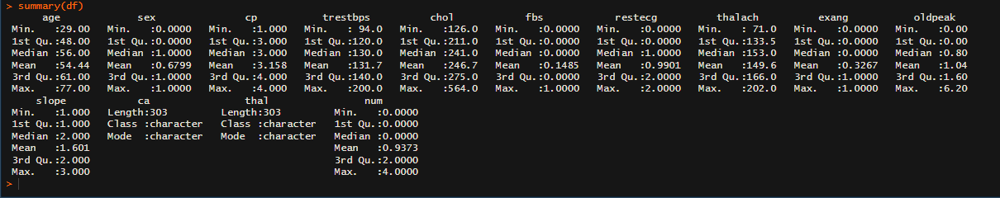 > summary(df)
      age             sex               cp           trestbps          chol            fbs            restecg          thalach          exang           oldpeak
 Min.   :29.00   Min.   :0.0000   Min.   :1.000   Min.   : 94.0   Min.   :126.0   Min.   :0.0000   Min.   :0.0000   Min.   : 71.0   Min.   :0.0000   Min.   :0.00
 1st Qu.:48.00   1st Qu.:0.0000   1st Qu.:3.000   1st Qu.:120.0   1st Qu.:211.0   1st Qu.:0.0000   1st Qu.:0.0000   1st Qu.:133.5   1st Qu.:0.0000   1st Qu.:0.00
 Median :56.00   Median :1.0000   Median :3.000   Median :130.0   Median :241.0   Median :0.0000   Median :1.0000   Median :153.0   Median :0.0000   Median :0.80
 Mean   :54.44   Mean   :0.6799   Mean   :3.158   Mean   :131.7   Mean   :246.7   Mean   :0.1485   Mean   :0.9901   Mean   :149.6   Mean   :0.3267   Mean   :1.04
 3rd Qu.:61.00   3rd Qu.:1.0000   3rd Qu.:4.000   3rd Qu.:140.0   3rd Qu.:275.0   3rd Qu.:0.0000   3rd Qu.:2.0000   3rd Qu.:166.0   3rd Qu.:1.0000   3rd Qu.:1.60
 Max.   :77.00   Max.   :1.0000   Max.   :4.000   Max.   :200.0   Max.   :564.0   Max.   :1.0000   Max.   :2.0000   Max.   :202.0   Max.   :1.0000   Max.   :6.20
     slope            ca                thal                num
 Min.   :1.000   Length:303         Length:303         Min.   :0.0000
 1st Qu.:1.000   Class :character   Class :character   1st Qu.:0.0000
 Median :2.000   Mode  :character   Mode  :character   Median :0.0000
 Mean   :1.601                                         Mean   :0.9373
 3rd Qu.:2.000                                         3rd Qu.:2.0000
 Max.   :3.000                                         Max.   :4.0000
>